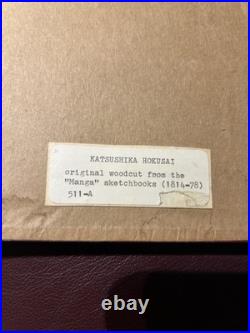 KATSUSHIKA HOKUSAI
original woodcut from the
"Manga" sketchbooks (1814-78)
511-A